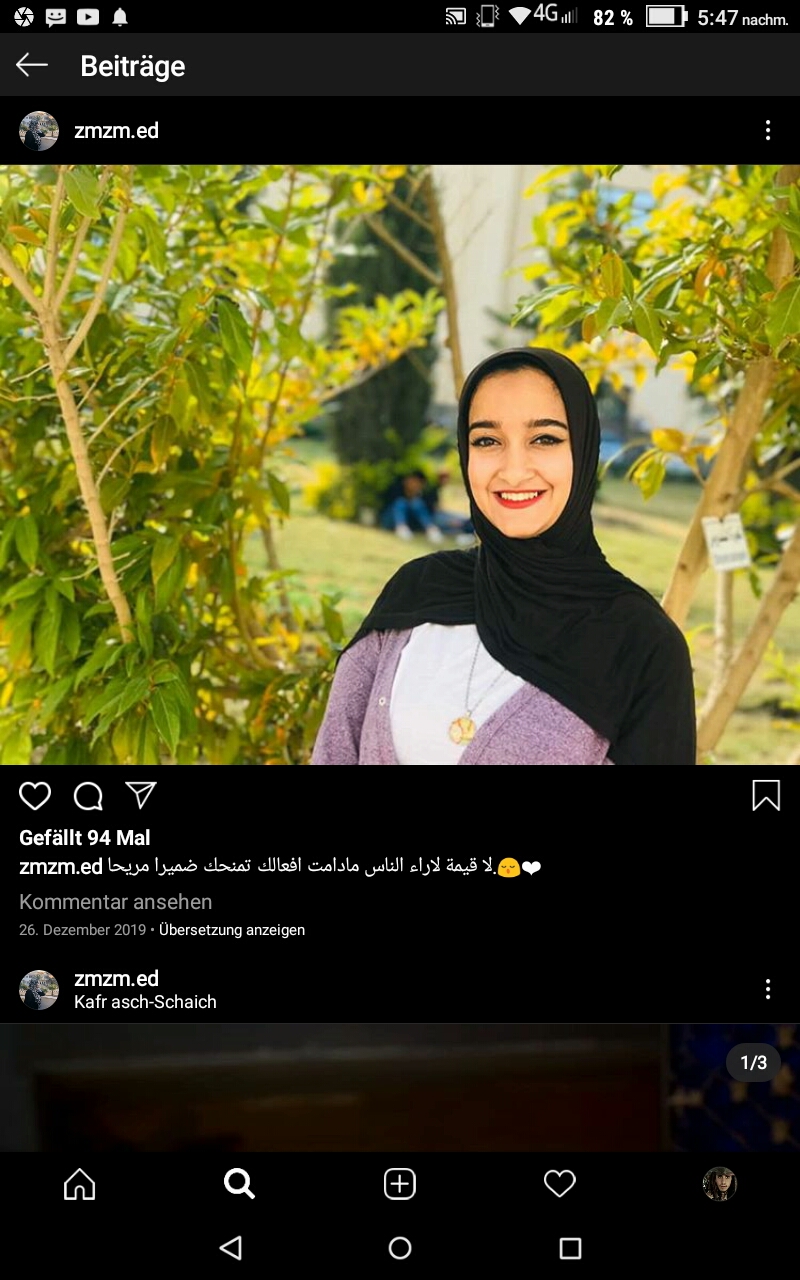 4G 82 % 5:47 nachm.
Beiträge
zmzm.ed
Gefällt 94 Mal
zmzm.ed لا قيمة لاراء الناس مادامت افعالك تمنحك ضميرا مريحا.😌❤
Kommentar ansehen
26. Dezember 2019 • Übersetzung anzeigen
zmzm.ed
Kafr asch-Schaich
1/3